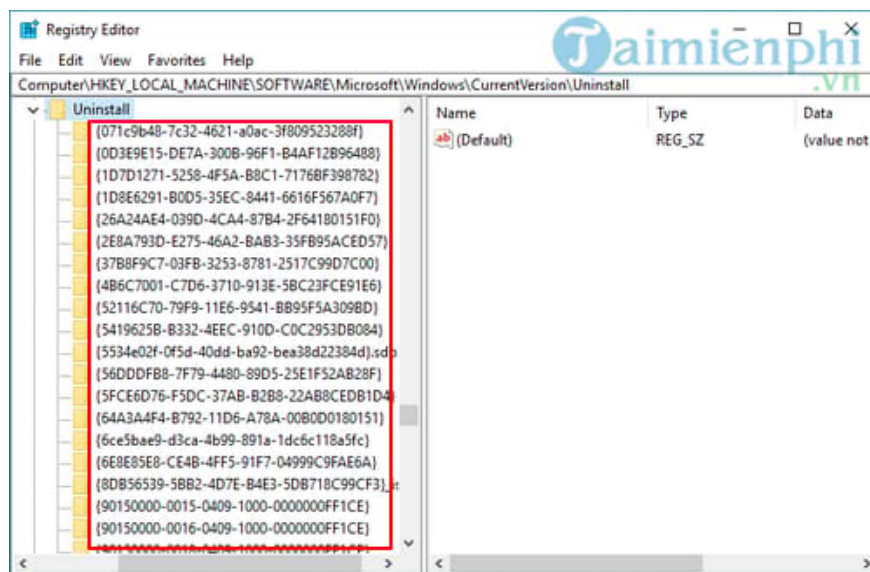 Registry Editor
Taimienphi
.vn
File Edit View Favorites Help
Computer\HKEY_LOCAL_MACHINE\SOFTWARE\Microsoft\Windows\CurrentVersion\Uninstall
Uninstall
Name Type Data
(Default) REG_SZ (value not
{071c9b48-7c32-4621-a0ac-3f809523288f}
{0D3E9E15-DE7A-300B-96F1-B4AF12B96488}
{1D7D1271-5258-4F5A-B8C1-7176BF398782}
{1D8E6291-B0D5-35EC-8441-6616F567A0F7}
{26A24AE4-039D-4CA4-87B4-2F64180151F0}
{2E8A793D-E275-46A2-BAB3-35FB95ACED57}
{37B8F9C7-03FB-3253-8781-2517C99D7C00}
{4B6C7001-C7D6-3710-913E-5BC23FCE91E6}
{52116C70-79F9-11E6-9541-BB95F5A309BD}
{5419625B-B332-4EEC-910D-C0C2953DB084}
{5534e02f-0f5d-40dd-ba92-bea38d22384d}.sdb
{56DDDFB8-7F79-4480-89D5-25E1F52AB28F}
{5FCE6D76-F5DC-37AB-B2B8-22AB8CEDB1D4}
{64A3A4F4-B792-11D6-A78A-00B0D0180151}
{6ce5bae9-d3ca-4b99-891a-1dc6c118a5fc}
{6E8E85E8-CE4B-4FF5-91F7-04999C9FAE6A}
{8DB56539-5BB2-4D7E-B4E3-5DB718C99CF3}
{90150000-0015-0409-1000-0000000FF1CE}
{90150000-0016-0409-1000-0000000FF1CE}
{90150000-0018-0409-1000-0000000FF1CE}